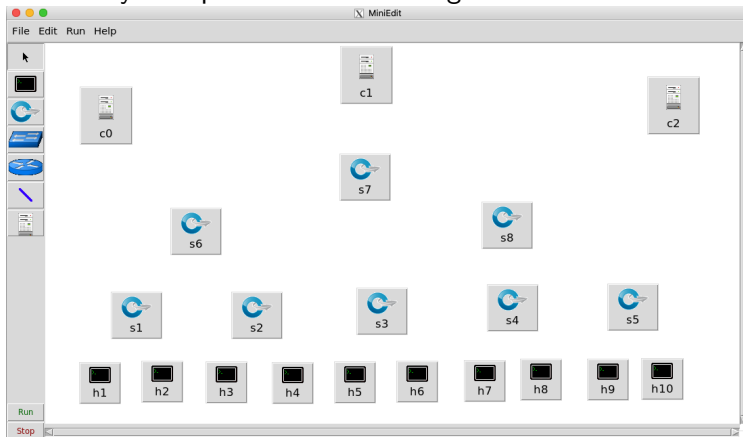 MiniEdit
File Edit Run Help
c1
c0
c2
s7
s6
s8
s1
s2
s3
s4
s5
h1
h2
h3
h4
h5
h6
h7
h8
h9
h10
Run
Stop